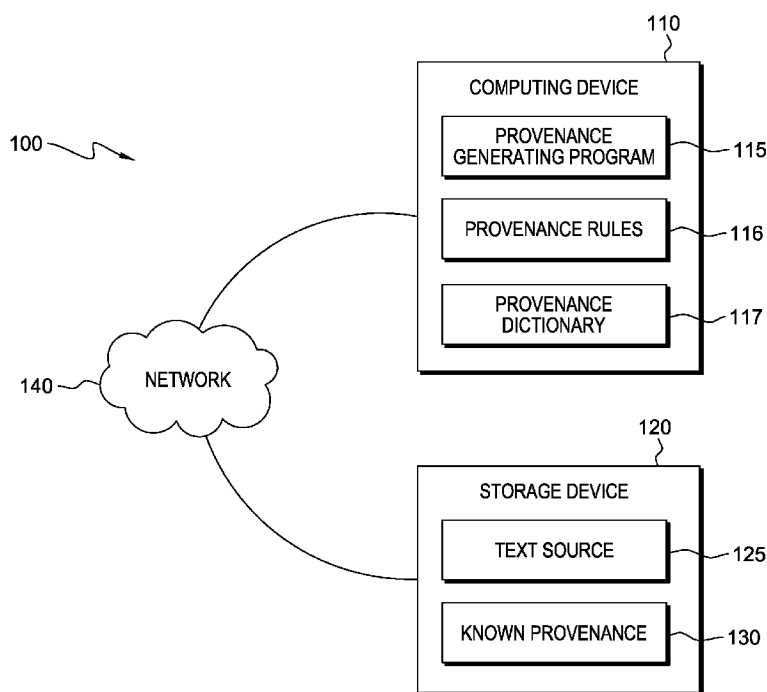 110
COMPUTING DEVICE
100
PROVENANCE
GENERATING PROGRAM
115
PROVENANCE RULES
116
PROVENANCE
DICTIONARY
117
NETWORK
140
120
STORAGE DEVICE
TEXT SOURCE
125
KNOWN PROVENANCE
130